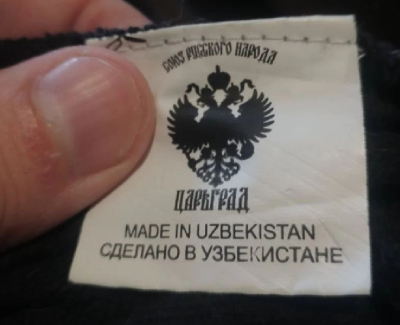 СОЮЗ РУССКОГО НАРОДА
ЦАРЬГРАД
MADE IN UZBEKISTAN
СДЕЛАНО В УЗБЕКИСТАНЕ